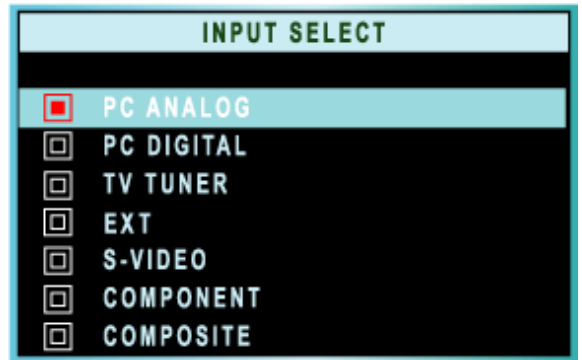 INPUT SELECT
PC ANALOG
PC DIGITAL
TV TUNER
EXT
S-VIDEO
COMPONENT
COMPOSITE